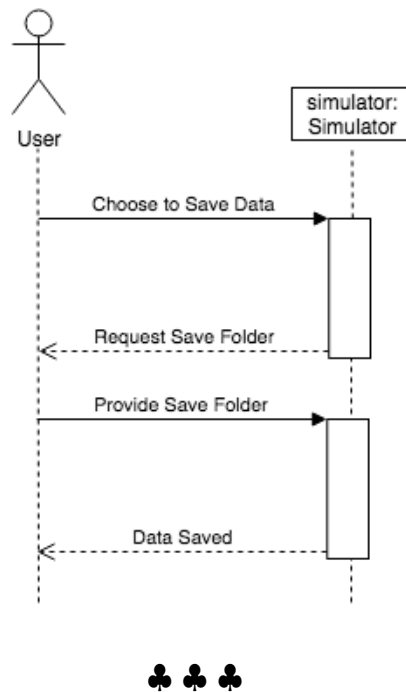 simulator:
Simulator
User
Choose to Save Data
Request Save Folder
Provide Save Folder
Data Saved
♣ ♣ ♣